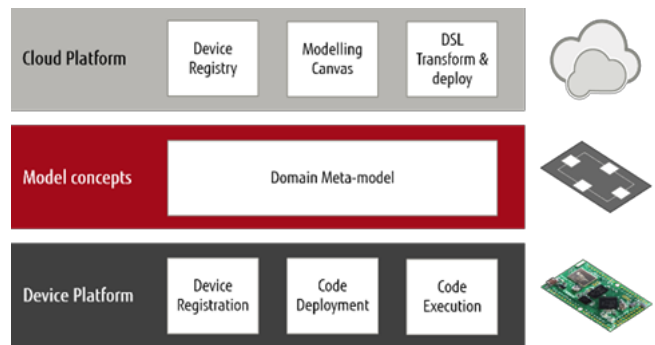 Cloud Platform
Device
Registry
Modelling
Canvas
DSL
Transform &
deploy
Model concepts
Domain Meta-model
Device Platform
Device
Registration
Code
Deployment
Code
Execution